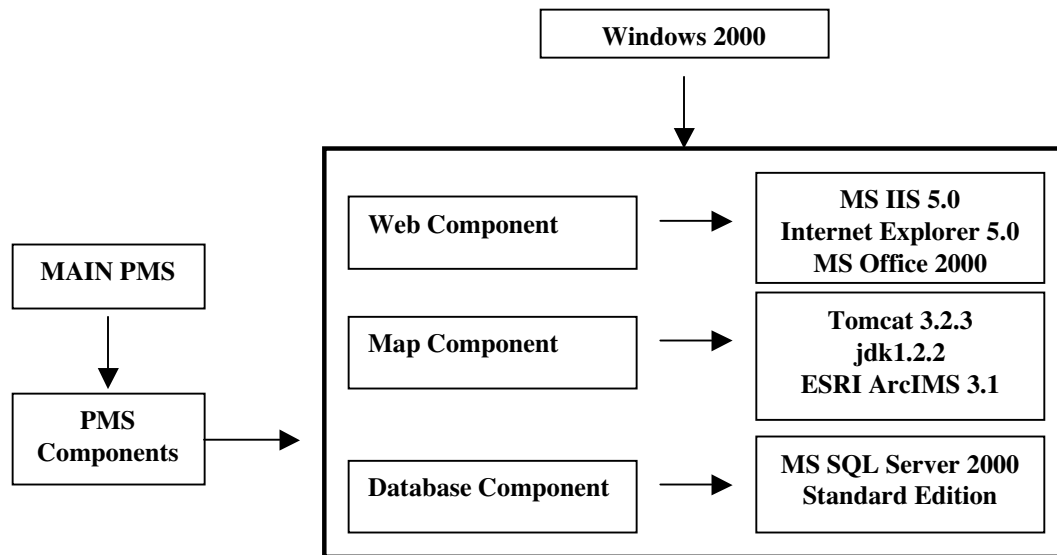 Windows 2000
Web Component
MS IIS 5.0
Internet Explorer 5.0
MS Office 2000
MAIN PMS
Map Component
Tomcat 3.2.3
jdk1.2.2
ESRI ArcIMS 3.1
PMS
Components
Database Component
MS SQL Server 2000
Standard Edition